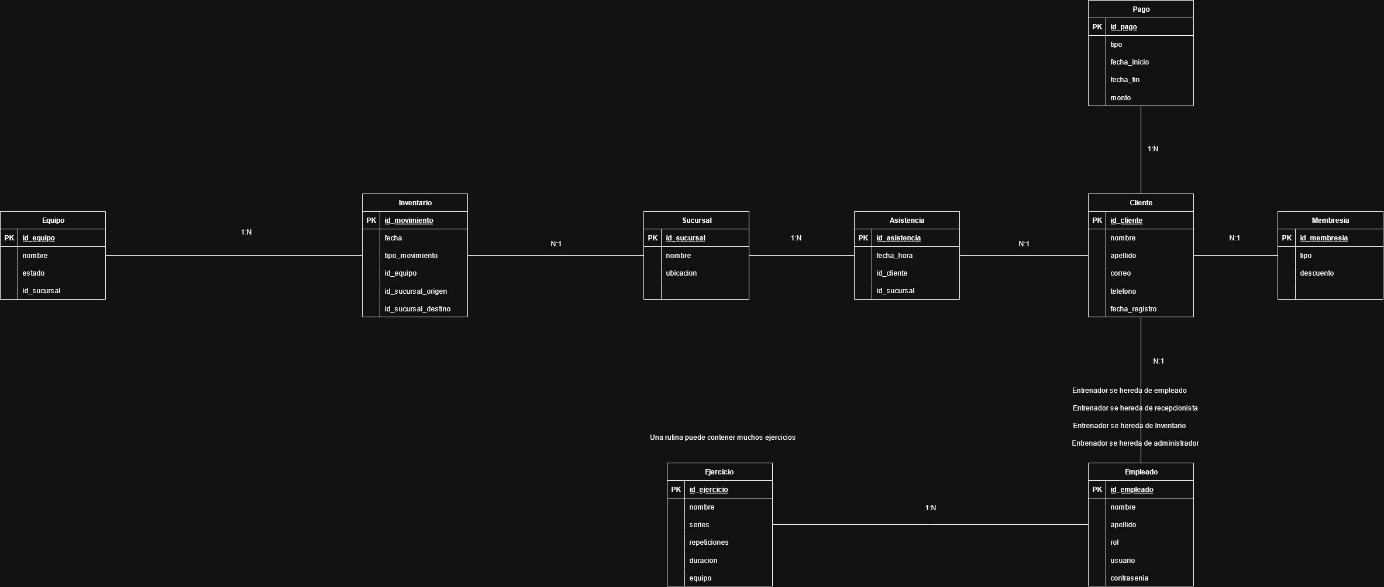 Pago
PK id_pago
tipo
fecha_inicio
fecha_fin
monto
1:N
Equipo
PK id_equipo
nombre
estado
id_sucursal
1:N
Inventario
PK id_movimiento
fecha
tipo_movimiento
id_equipo
id_sucursal_origen
id_sucursal_destino
N:1
Sucursal
PK id_sucursal
nombre
ubicacion
1:N
Asistencia
PK id_asistencia
fecha_hora
id_cliente
id_sucursal
N:1
Cliente
PK id_cliente
nombre
apellido
correo
telefono
fecha_registro
N:1
Membresia
PK id_membresia
tipo
descuento
N:1
Entrenador se hereda de empleado
Entrenador se hereda de recepcionista
Entrenador se hereda de Inventario
Entrenador se hereda de administrador
Una rutina puede contener muchos ejercicios
Ejercicio
PK id_ejercicio
nombre
series
repeticiones
duracion
equipo
1:N
Empleado
PK id_empleado
nombre
apellido
rol
usuario
contrasenia